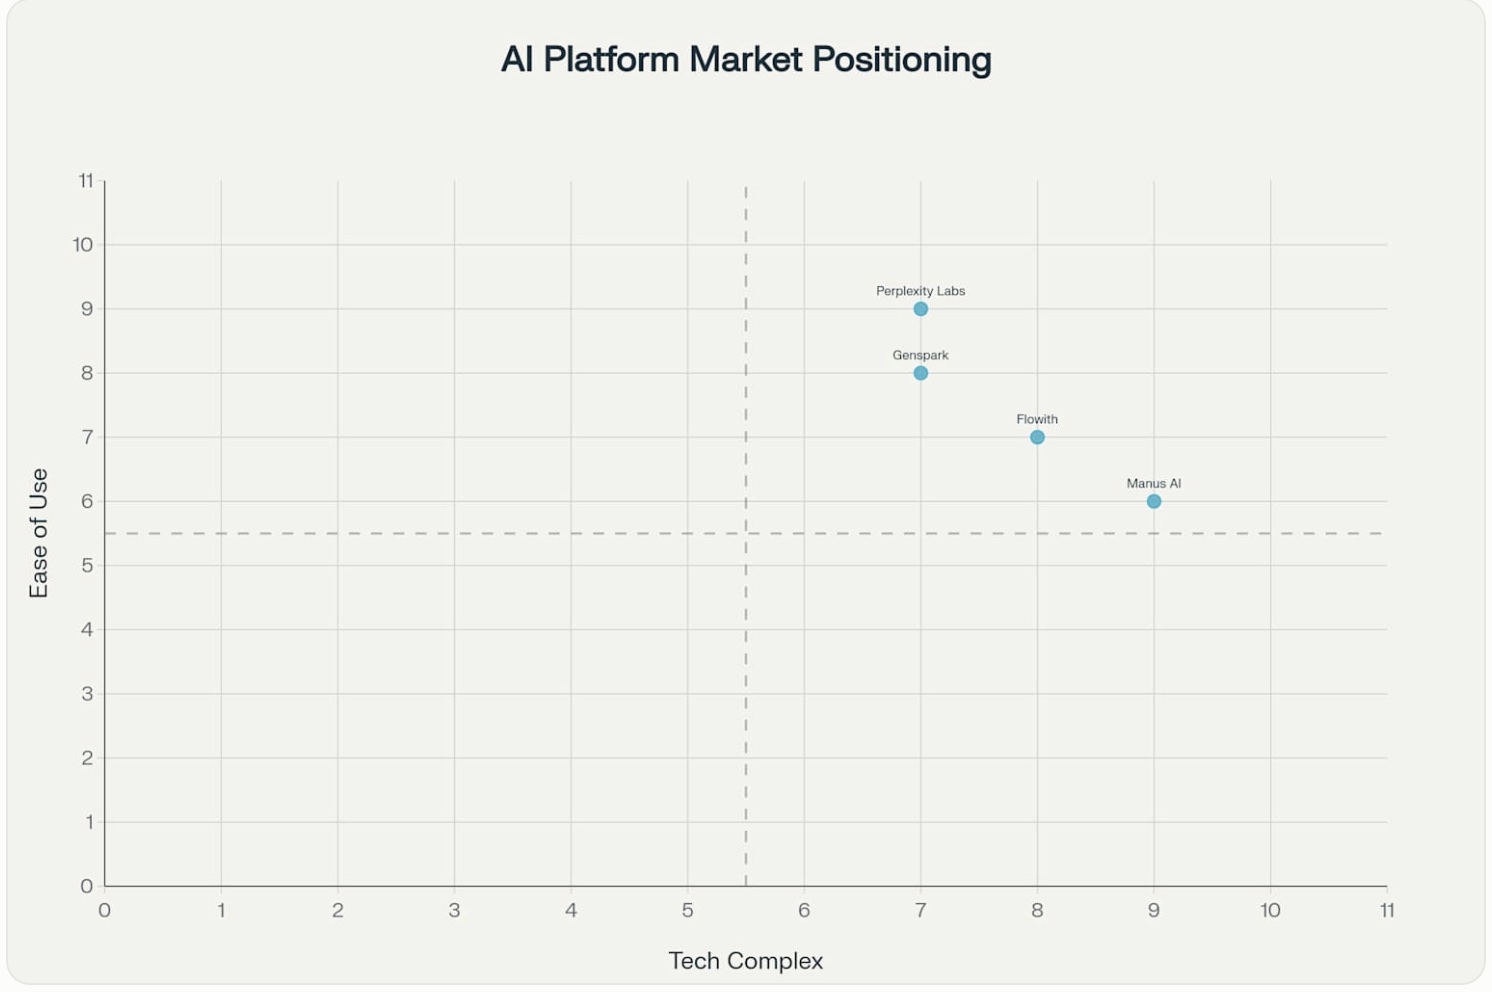 AI Platform Market Positioning
11
10
9
8
7
6
5
4
3
2
1
0
Ease of Use
Perplexity Labs
Genspark
Flowith
Manus AI
0 1 2 3 4 5 6 7 8 9 10 11
Tech Complex